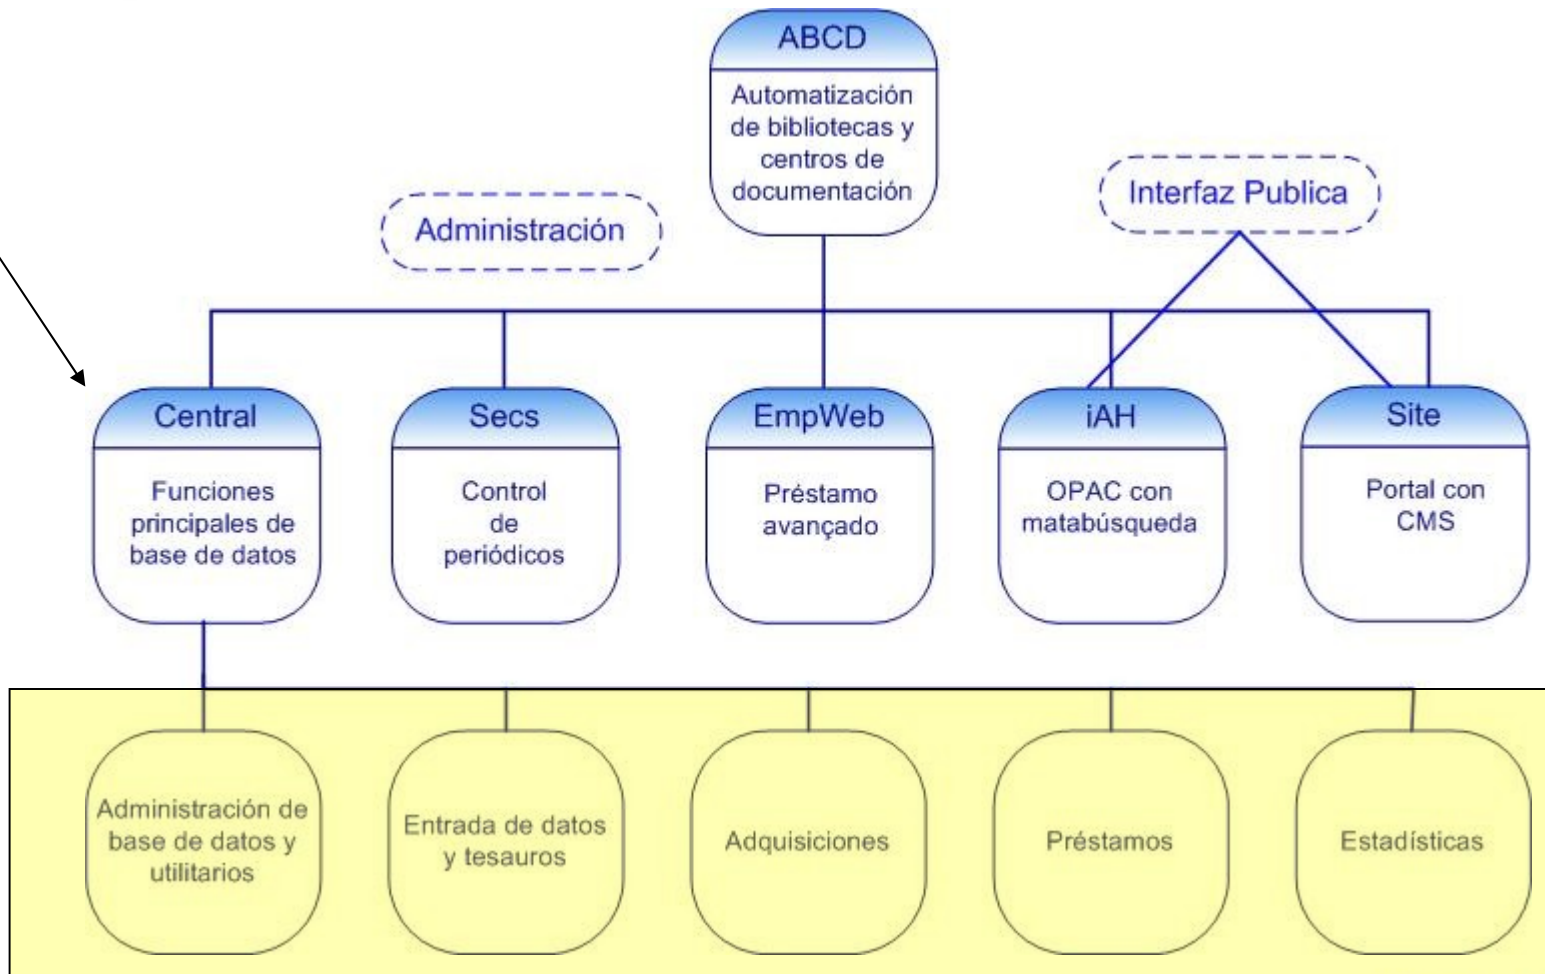 ABCD
Automatización
de bibliotecas y
centros de
documentación
Administración
Interfaz Publica
Central
Funciones
principales de
base de datos
Secs
Control
de
periódicos
EmpWeb
Préstamo
avançado
iAH
OPAC con
matabúsqueda
Site
Portal con
CMS
Administración de
base de datos y
utilitarios
Entrada de datos
y tesauros
Adquisiciones
Préstamos
Estadísticas